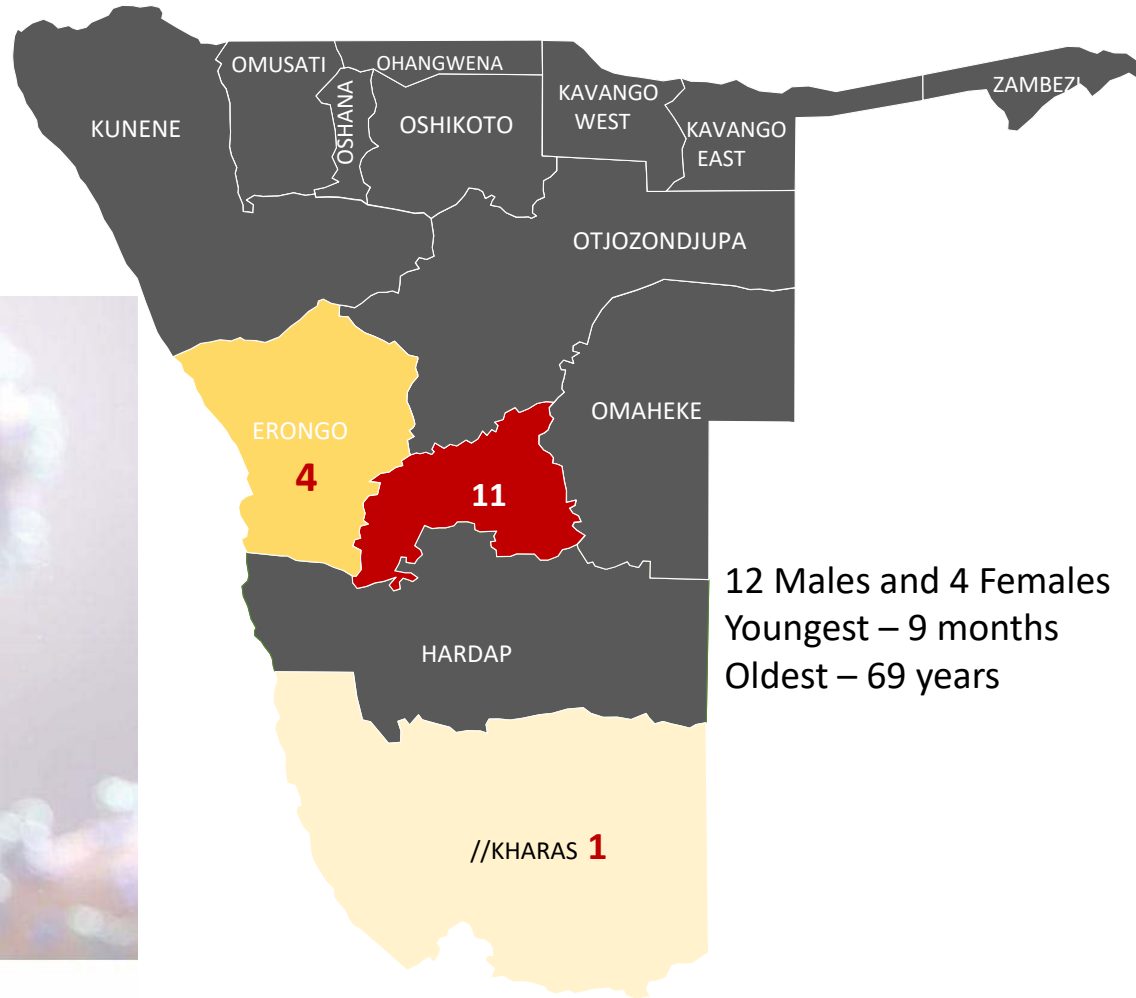 OMUSATI
OHANGWENA
ZAMBEZI
KAVANGO
WEST
KUNENE
OSHANA
OSHIKOTO
KAVANGO
EAST
OTJOZONDJUPA
OMAHEKE
ERONGO
4
11
12 Males and 4 Females
Youngest – 9 months
Oldest – 69 years
HARDAP
//KHARAS 1